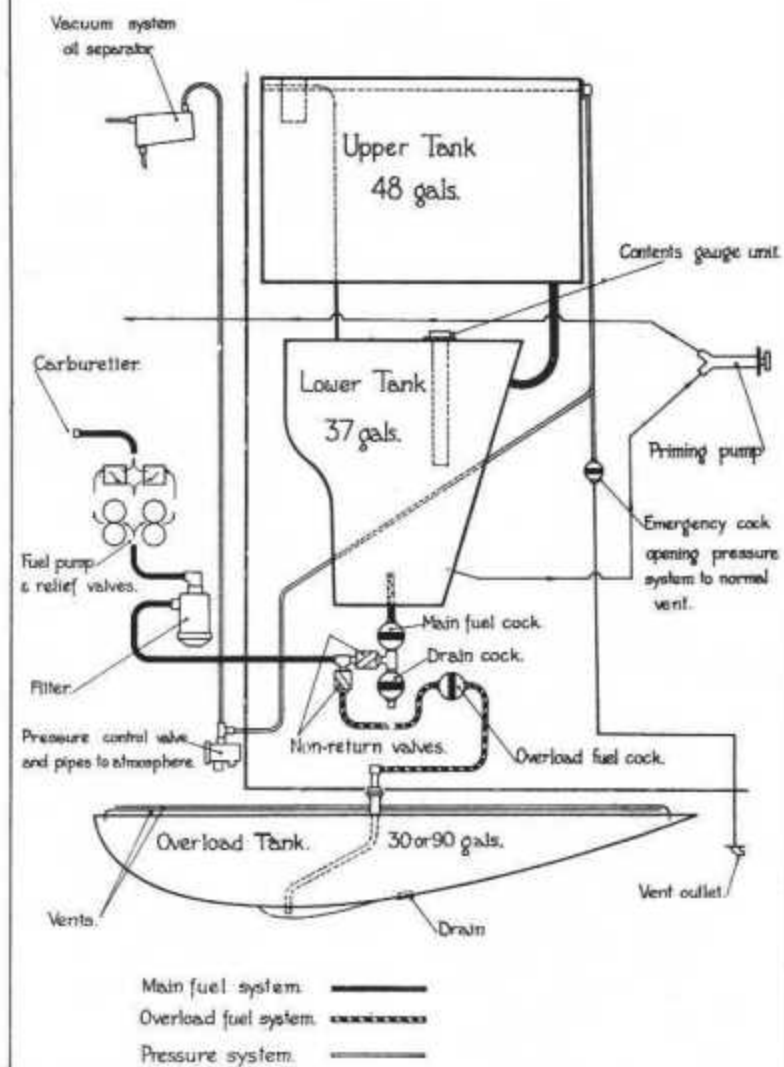 Vacuum system
oil separator
Upper Tank
48 gals.
Contents gauge unit.
Carburetter.
Lower Tank
37 gals.
Priming pump
Emergency cock
opening pressure
system to normal
vent.
Fuel pump
& relief valves.
Main fuel cock
Drain cock.
Filter.
Pressure control valve
and pipes to atmosphere.
Non-return valves.
Overload fuel cock.
Overload Tank.
30 or 90 gals.
Vents.
Drain
Vent outlet.
Main fuel system.
Overload fuel system.
Pressure system.